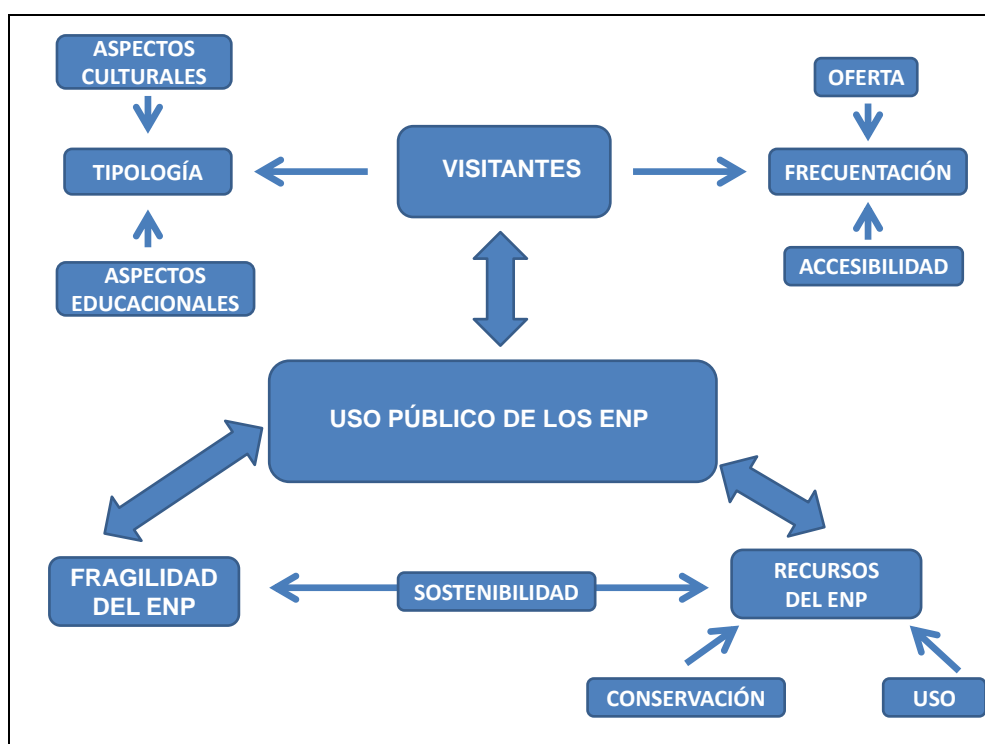 ASPECTOS
CULTURALES
OFERTA
TIPOLOGÍA
VISITANTES
FRECUENTACIÓN
ASPECTOS
EDUCACIONALES
ACCESIBILIDAD
USO PÚBLICO DE LOS ENP
FRAGILIDAD
DEL ENP
SOSTENIBILIDAD
RECURSOS
DEL ENP
CONSERVACIÓN
USO